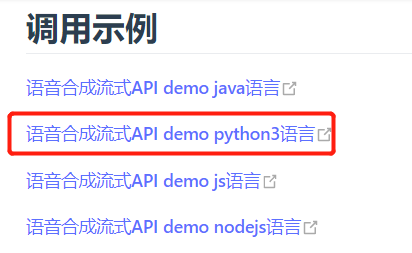 调用示例
语音合成流式API demo java语言
语音合成流式API demo python3语言
语音合成流式API demo js语言
语音合成流式API demo nodejs语言